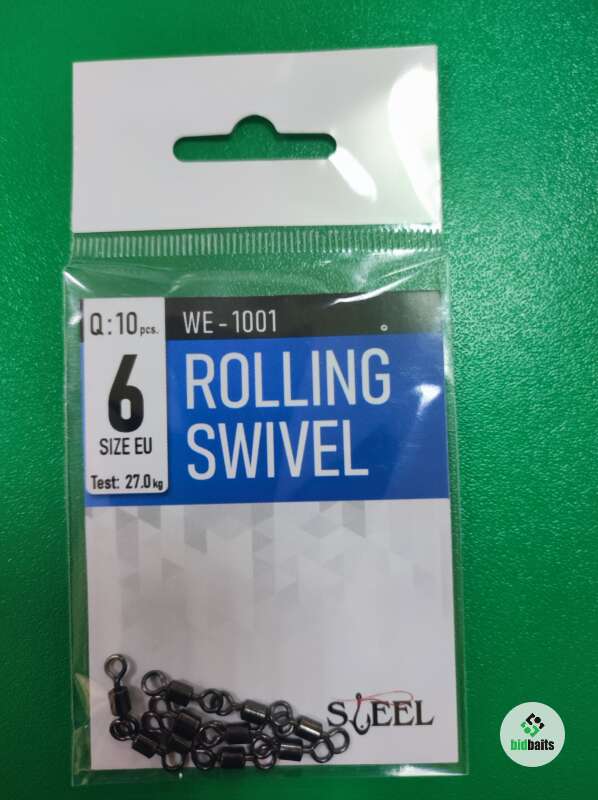 Q:10 pcs.
6
SIZE EU
Test: 27.0 kg
WE - 1001
ROLLING
SWIVEL
STEEL
bidbaits